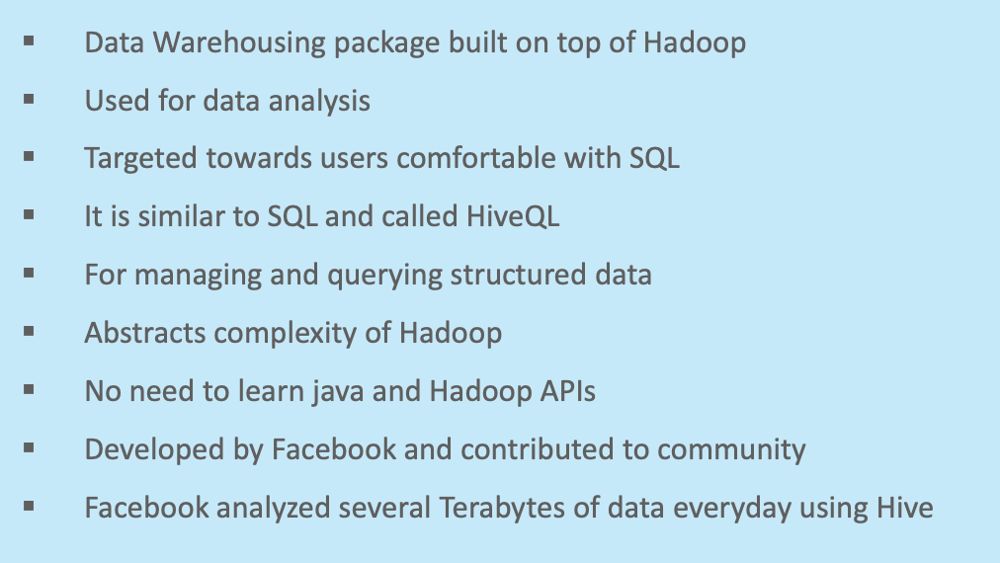 ▪ Data Warehousing package built on top of Hadoop
▪ Used for data analysis
▪ Targeted towards users comfortable with SQL
▪ It is similar to SQL and called HiveQL
▪ For managing and querying structured data
▪ Abstracts complexity of Hadoop
▪ No need to learn java and Hadoop APIs
▪ Developed by Facebook and contributed to community
▪ Facebook analyzed several Terabytes of data everyday using Hive